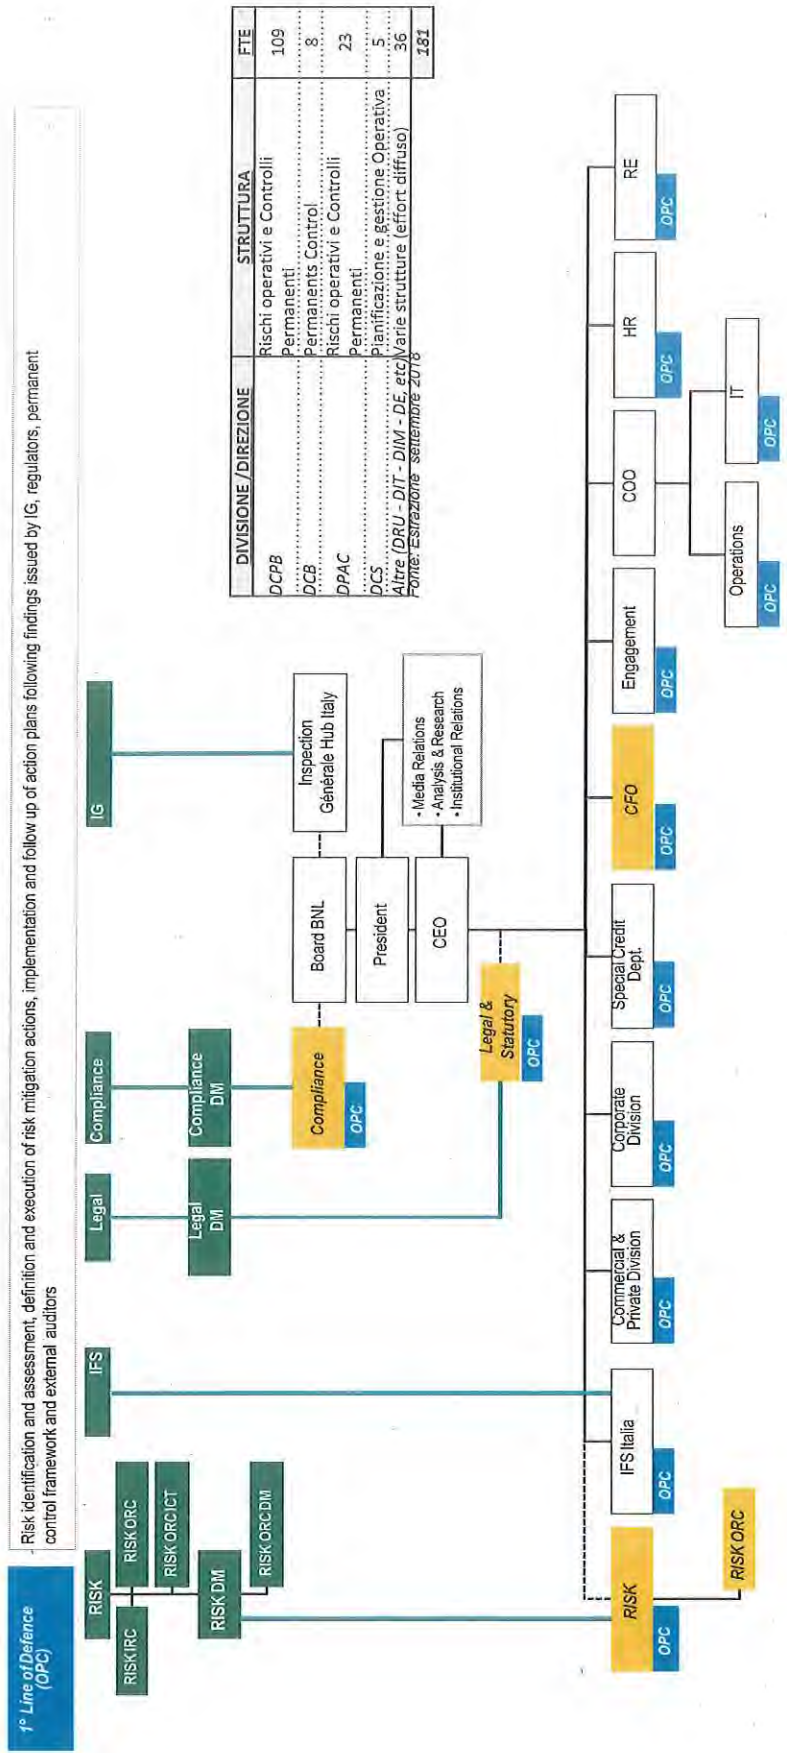 1° Line of Defence
(OPC)
- Risk identification and assessment, definition and execution of risk mitigation actions, implementation and follow up of action plans following findings issued by IG, regulators, permanent
control framework and external auditors
RISK
RISK IRC
RISK ORC
RISK ORC ICT
RISK DM
RISK ORC DM
IFS
Legal
Legal
DM
Compliance
Compliance
DM
IG
Compliance
OPC
Board BNL
Inspection
Générale Hub Italy
President
CEO
• Media Relations
• Analysis & Research
• Institutional Relations
Legal &
Statutory
OPC
DIVISIONE /DIREZIONE STRUTTURA FTE
DCPB Rischi operativi e Controlli
Permanenti 109
DCB Permanents Control 8
DPAC Rischi operativi e Controlli
Permanenti 23
DCS Pianificazione e gestione Operativa 5
Altre (DRU - DIT - DIM - DE, etc) Varie strutture (effort diffuso) 36
Fonte: Estrazione settembre 2018 181
RISK
OPC
RISK ORC
IFS Italia
OPC
Commercial &
Private Division
OPC
Corporate
Division
OPC
Special Credit
Dept.
OPC
CFO
OPC
Engagement
OPC
COO
Operations
OPC
IT
OPC
HR
OPC
RE
OPC